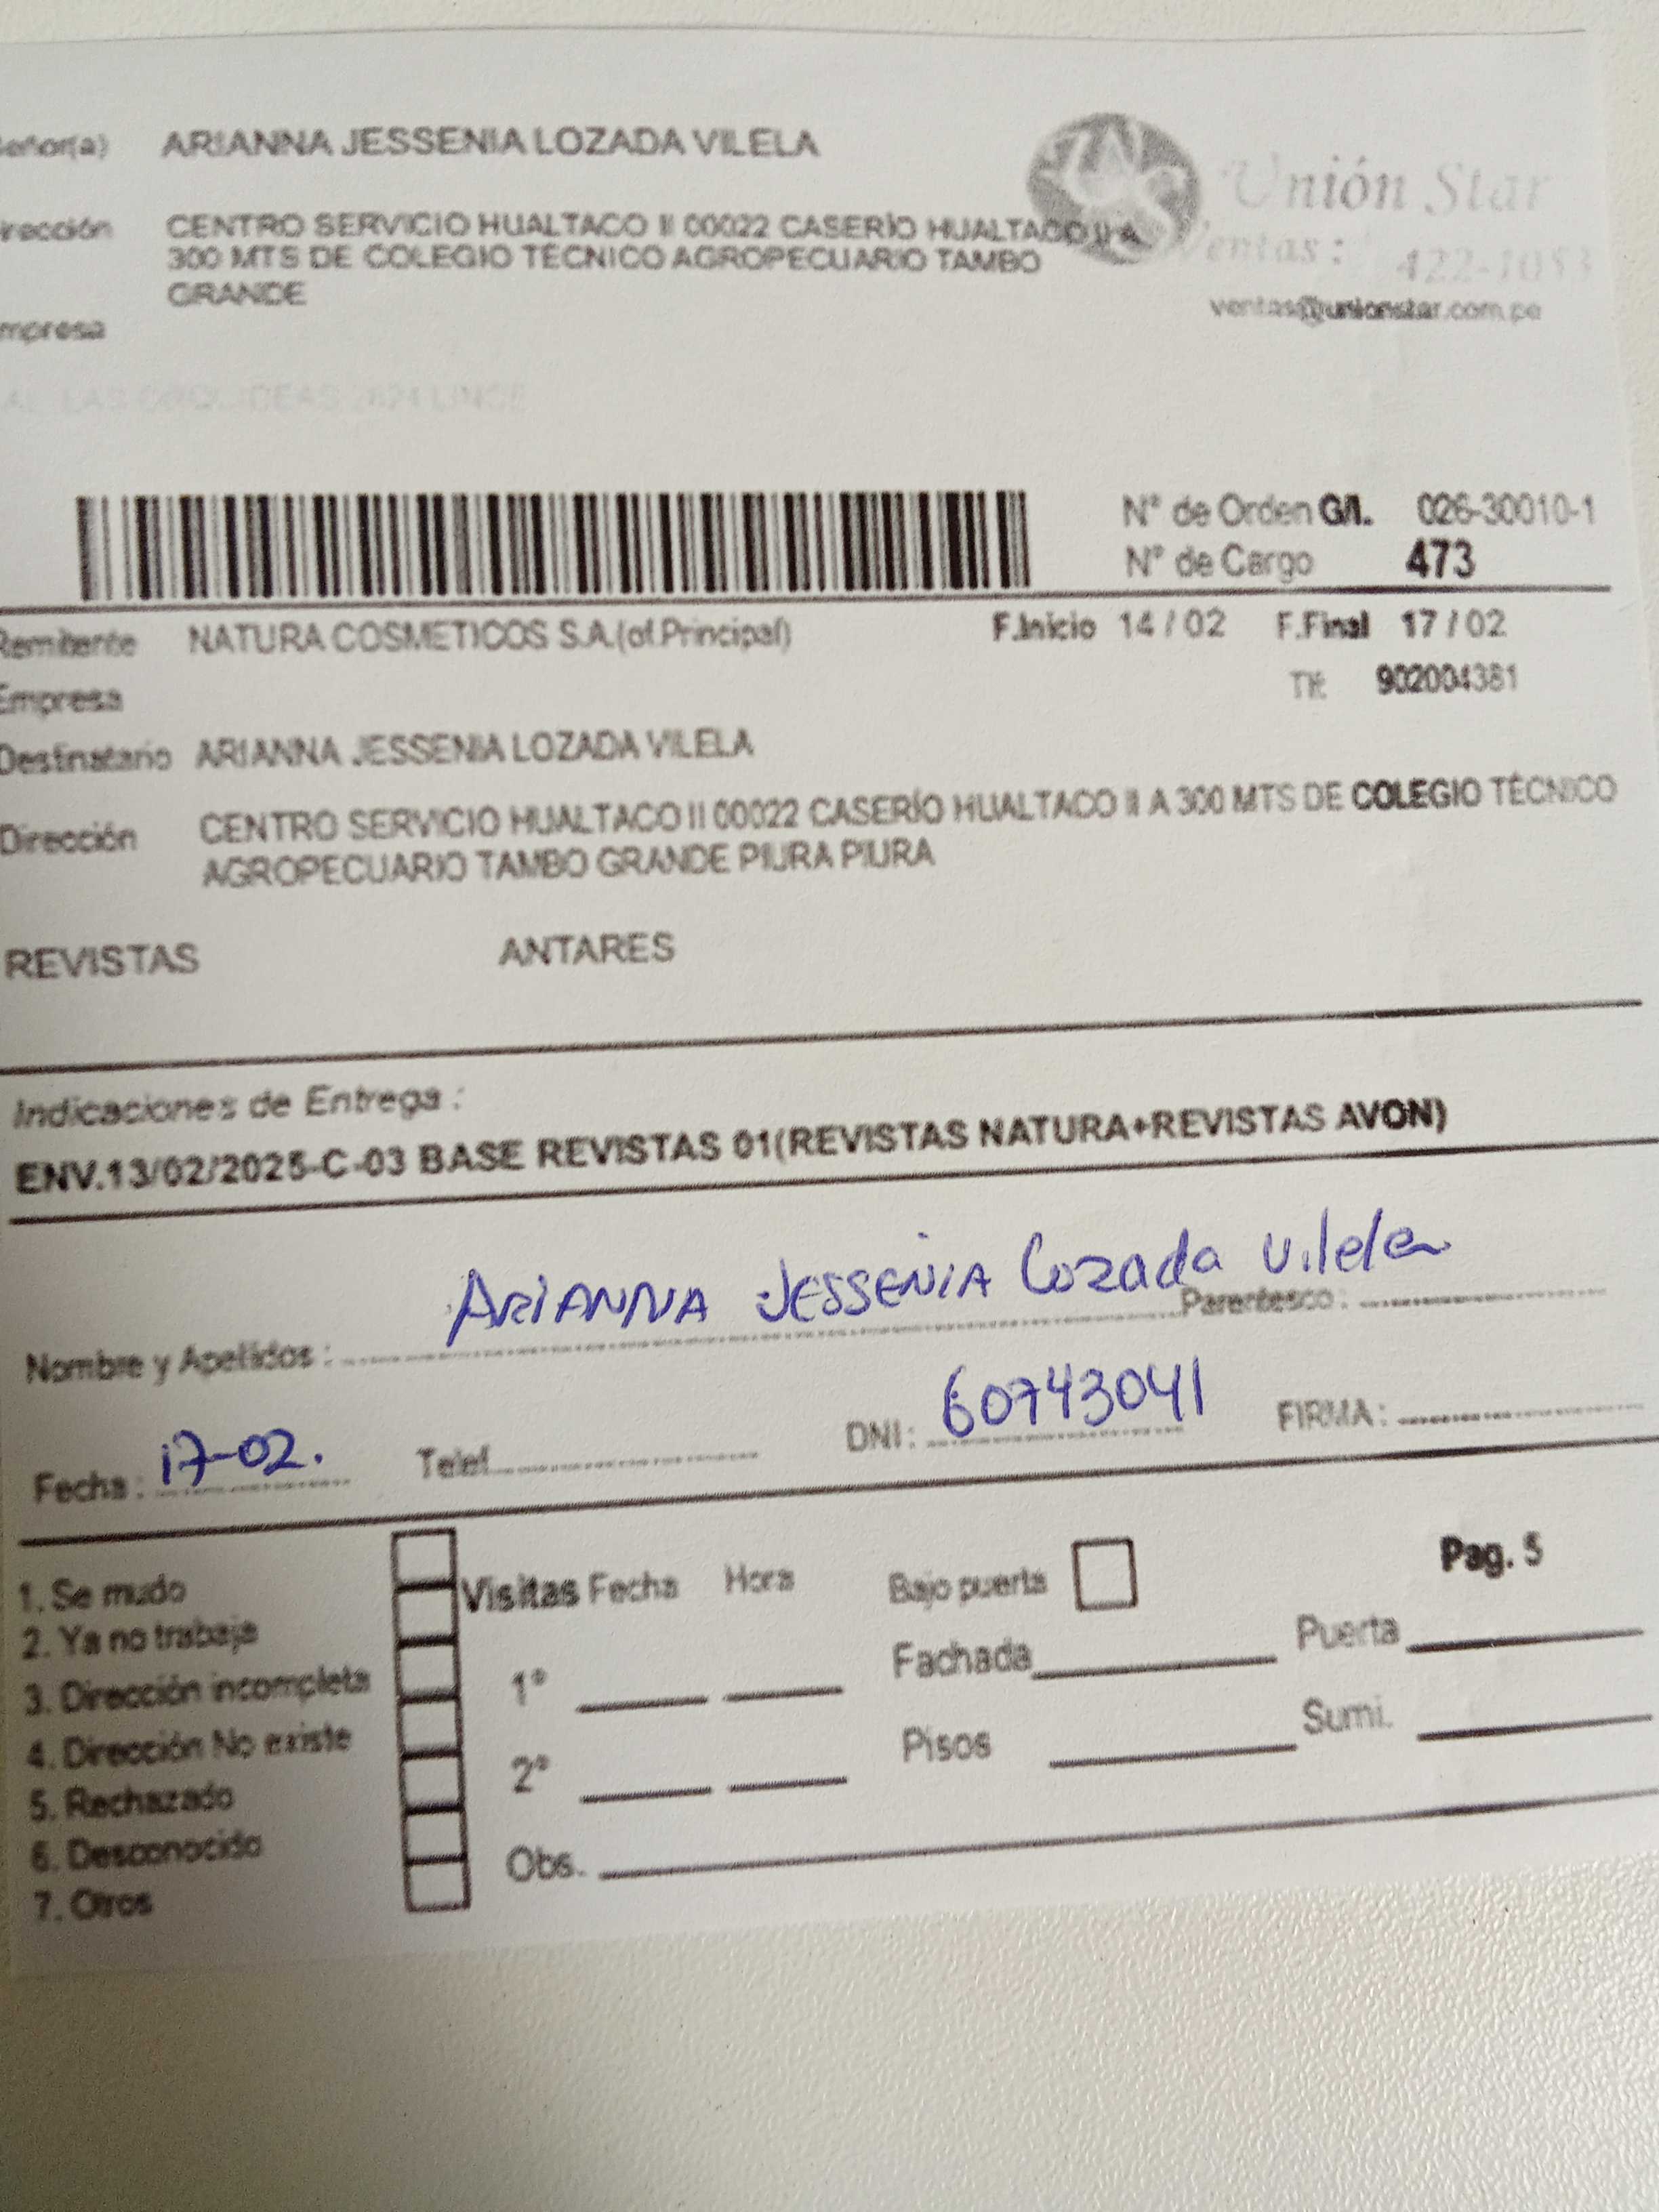 eñor(a) ARIANNA JESSENIA LOZADA VILELA
irección CENTRO SERVICIO HUALTACO II 00022 CASERÍO HUALTACO II A
300 MTS DE COLEGIO TÉCNICO AGROPECUARIO TAMBO
GRANDE
mpresa
Unión Star
Ventas : 422-1053
ventas@unionstar.com.pe
LAS ORQUIDEAS 2621 LINCE
N° de Orden G/l. 026-30010-1
N° de Cargo 473
Remitente NATURA COSMETICOS S.A.(of.Principal) F.Inicio 14 / 02 F.Final 17 / 02
Empresa Tlf: 902004381
Destinatario ARIANNA JESSENIA LOZADA VILELA
Dirección CENTRO SERVICIO HUALTACO II 00022 CASERÍO HUALTACO II A 300 MTS DE COLEGIO TÉCNICO
AGROPECUARIO TAMBO GRANDE PIURA PIURA
REVISTAS ANTARES
Indicaciones de Entrega :
ENV.13/02/2025-C-03 BASE REVISTAS 01(REVISTAS NATURA+REVISTAS AVON)
Nombre y Apellidos : ARIANNA JESSENIA Lozada Vilela Parentesco :
Fecha : 17-02. Telef. DNI : 60743041 FIRMA :
1. Se mudo
2. Ya no trabaja
3. Dirección incompleta
4. Dirección No existe
5. Rechazado
6. Desconocido
7. Otros
Visitas Fecha Hora
1°
2°
Obs.
Bajo puerta
Pag. 5
Fachada Puerta
Pisos Sumi.